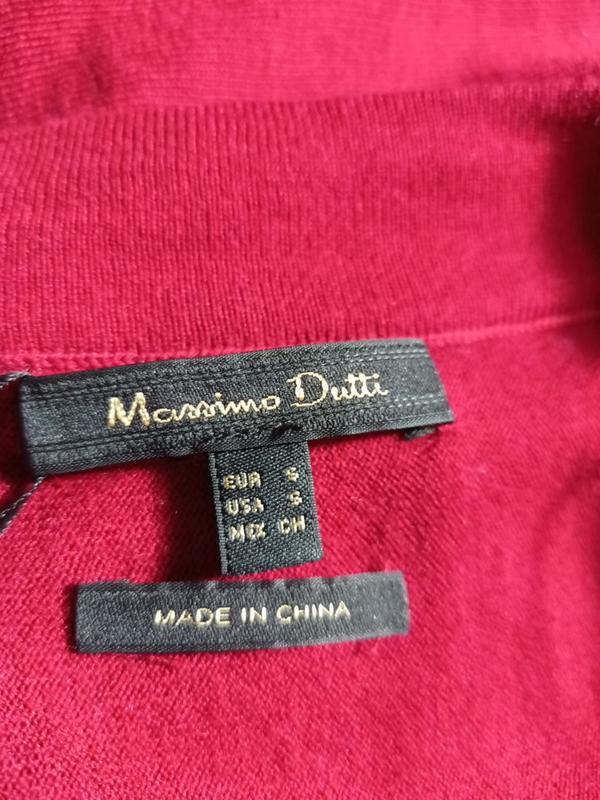 Massimo Dutti
EUR S
USA S
MEX CH
MADE IN CHINA